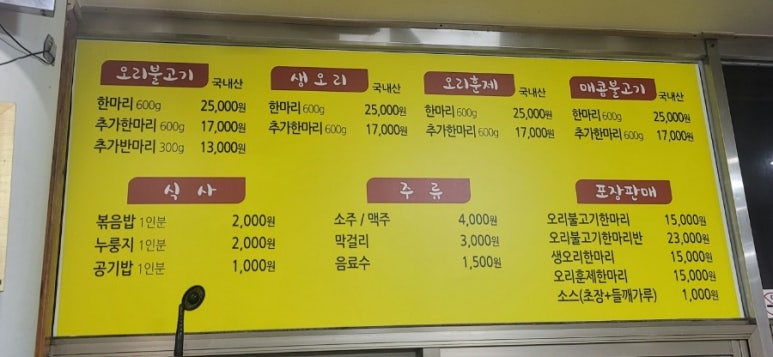 오리불고기 국내산
한마리 600g 25,000원
추가한마리 600g 17,000원
추가반마리 300g 13,000원
생오리 국내산
한마리 600g 25,000원
추가한마리 600g 17,000원
오리훈제 국내산
한마리 600g 25,000원
추가한마리 600g 17,000원
매콤불고기 국내산
한마리 600g 25,000원
추가한마리 600g 17,000원
식사
볶음밥 1인분 2,000원
누룽지 1인분 2,000원
공기밥 1인분 1,000원
주류
소주 / 맥주 4,000원
막걸리 3,000원
음료수 1,500원
포장판매
오리불고기한마리 15,000원
오리불고기한마리반 23,000원
생오리한마리 15,000원
오리훈제한마리 15,000원
소스(초장+들깨가루) 1,000원